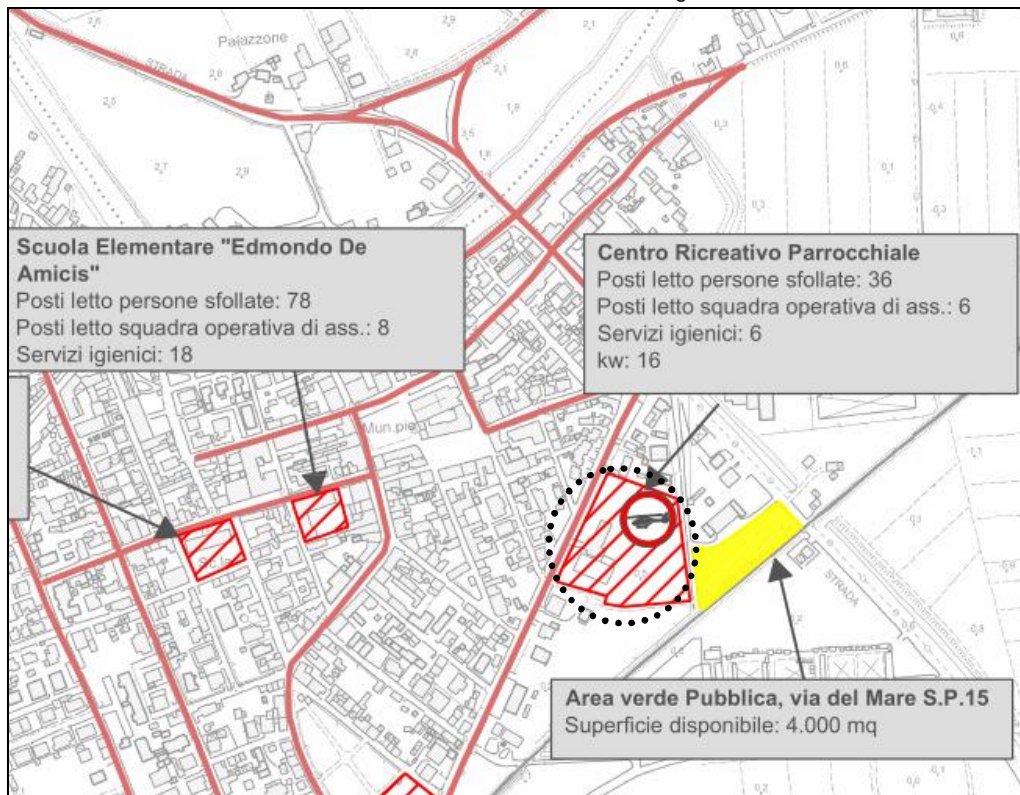 Palazzone
STRADA
Scuola Elementare "Edmondo De
Amicis"
Posti letto persone sfollate: 78
Posti letto squadra operativa di ass.: 8
Servizi igienici: 18
Centro Ricreativo Parrocchiale
Posti letto persone sfollate: 36
Posti letto squadra operativa di ass.: 6
Servizi igienici: 6
kw: 16
Mun.pio
STRADA
Area verde Pubblica, via del Mare S.P.15
Superficie disponibile: 4.000 mq